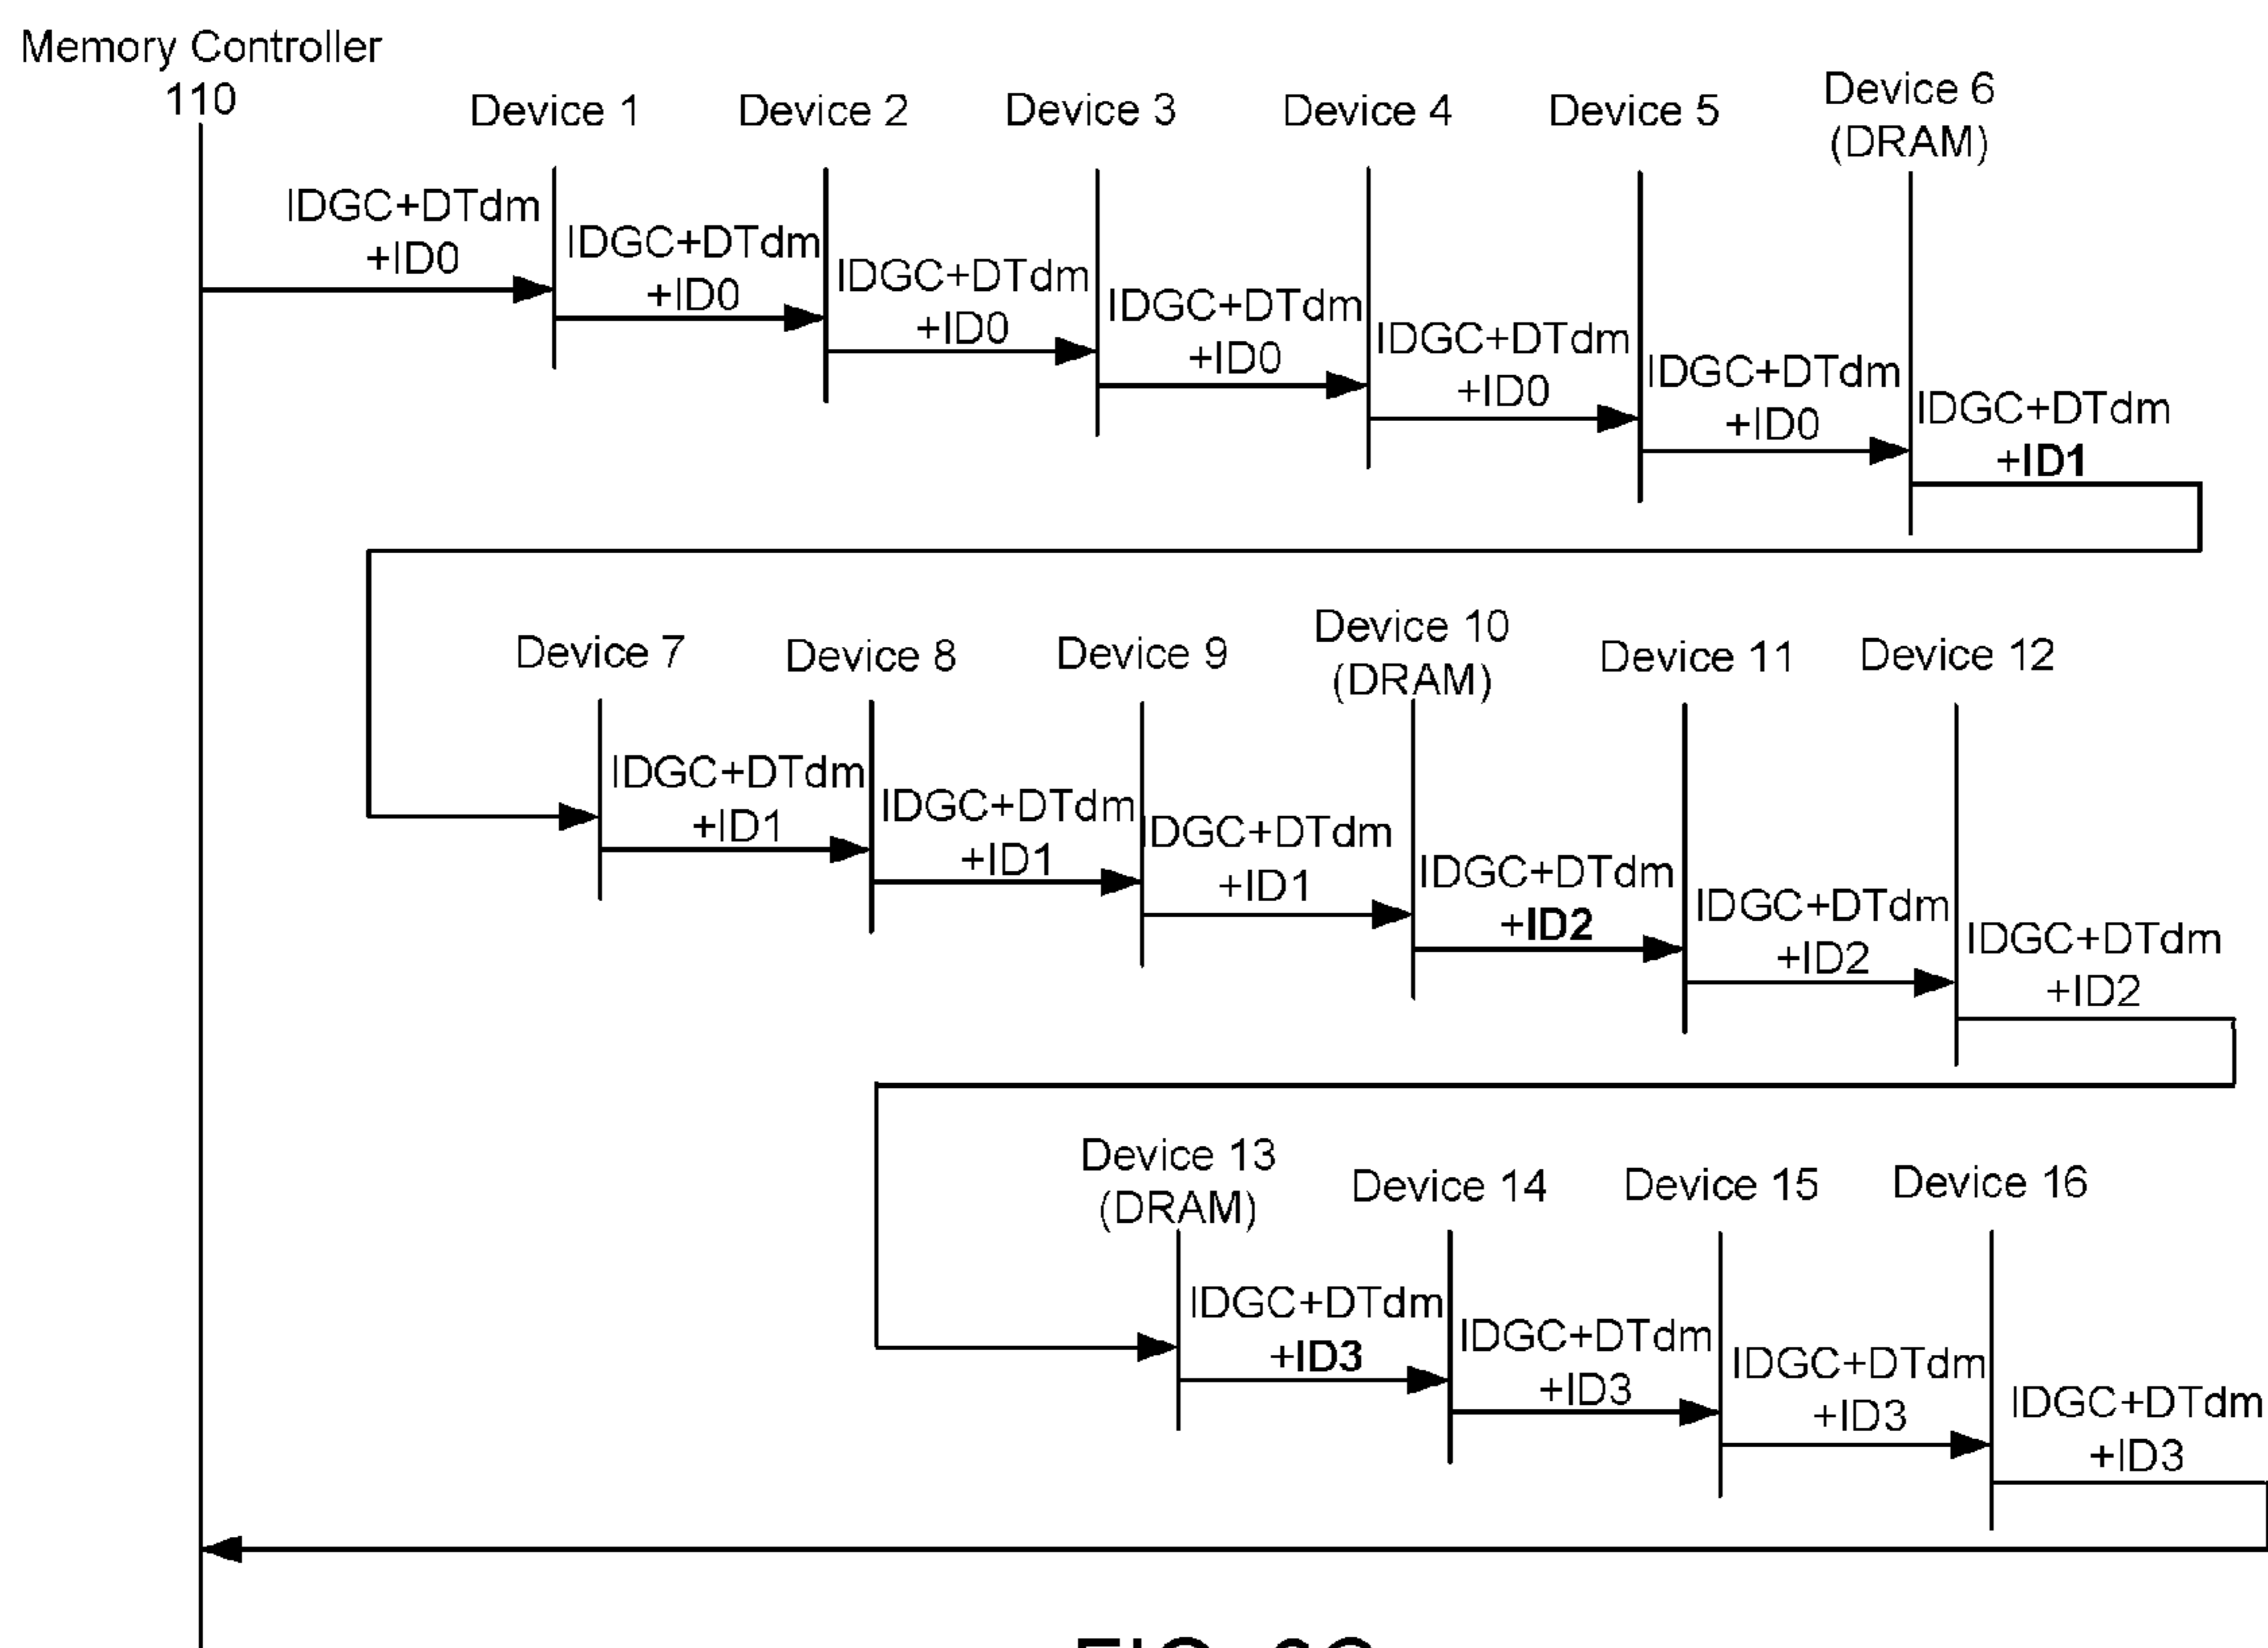 Memory Controller
110
Device 1
Device 2
Device 3
Device 4
Device 5
Device 6
(DRAM)
IDGC+DTdm
+ID0
IDGC+DTdm
+ID0
IDGC+DTdm
+ID0
IDGC+DTdm
+ID0
IDGC+DTdm
+ID0
IDGC+DTdm
+ID0
IDGC+DTdm
+ID1
Device 7
Device 8
Device 9
Device 10
(DRAM)
Device 11
Device 12
IDGC+DTdm
+ID1
IDGC+DTdm
+ID1
IDGC+DTdm
+ID1
IDGC+DTdm
+ID2
IDGC+DTdm
+ID2
IDGC+DTdm
+ID2
Device 13
(DRAM)
Device 14
Device 15
Device 16
IDGC+DTdm
+ID3
IDGC+DTdm
+ID3
IDGC+DTdm
+ID3
IDGC+DTdm
+ID3